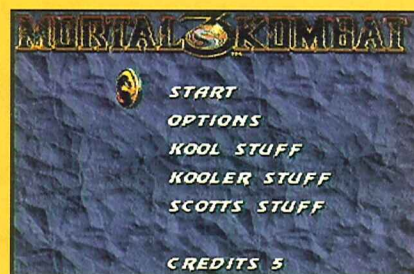 MORTAL 3 KOMBAT
START
OPTIONS
KOOL STUFF
KOOLER STUFF
SCOTTS STUFF
CREDITS 5